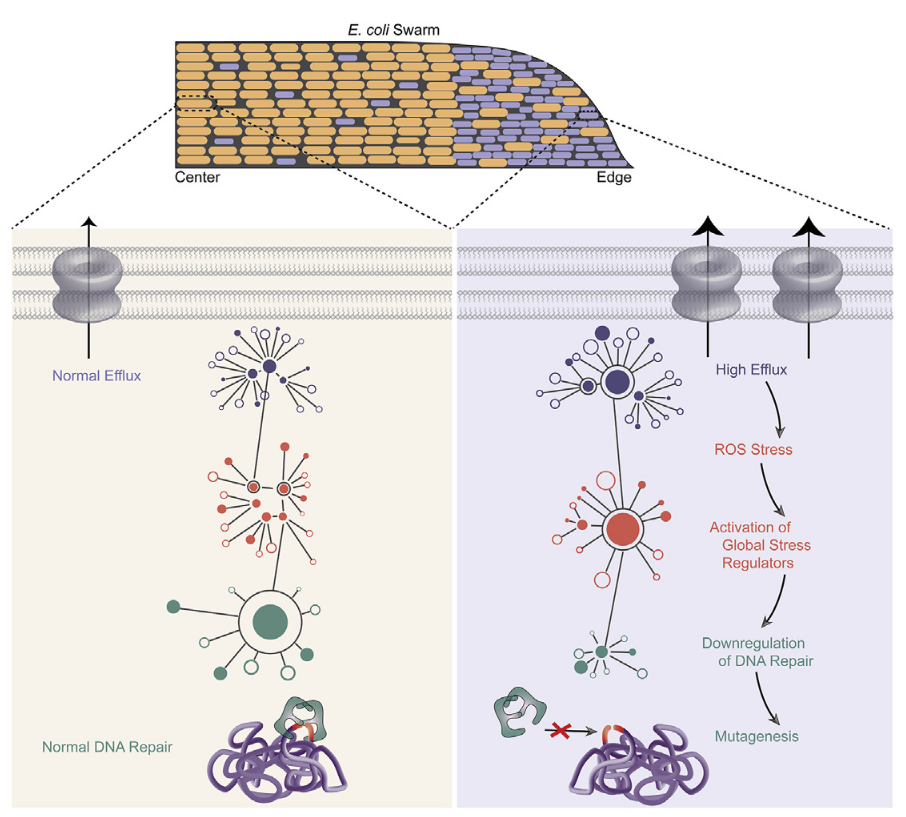 E. coli Swarm
Center
Edge
Normal Efflux
Normal DNA Repair
High Efflux
ROS Stress
Activation of
Global Stress
Regulators
Downregulation
of DNA Repair
Mutagenesis